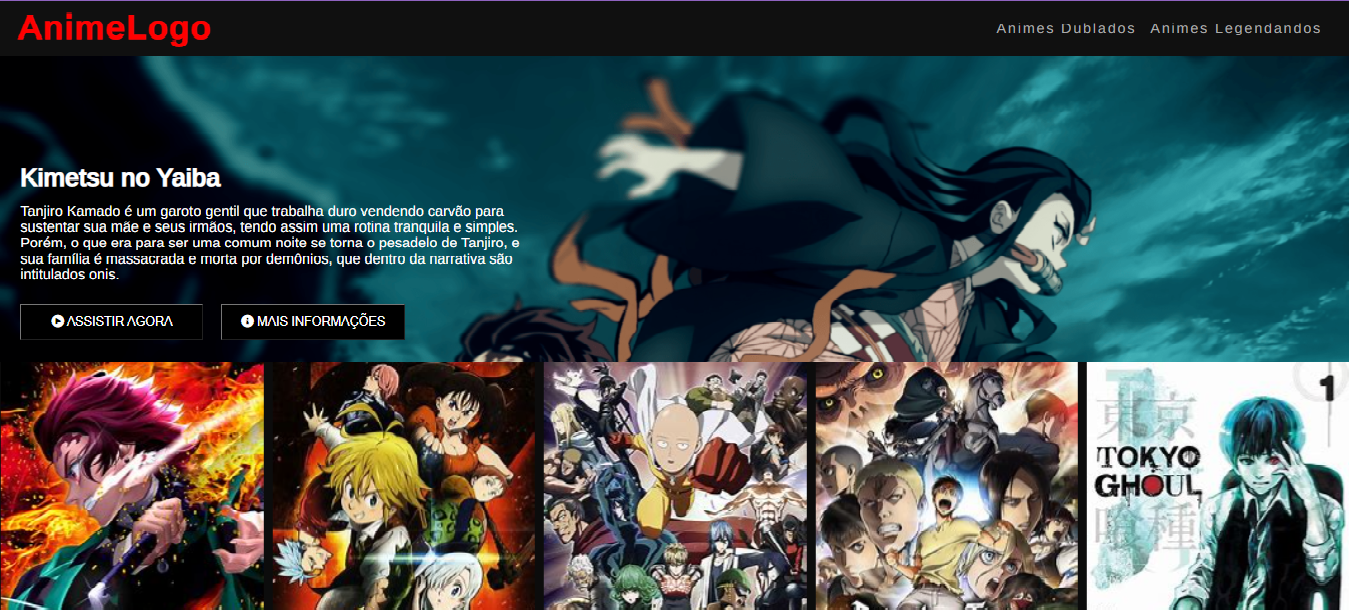 AnimeLogo
Animes Dublados Animes Legendandos
Kimetsu no Yaiba
Tanjiro Kamado é um garoto gentil que trabalha duro vendendo carvão para
sustentar sua mãe e seus irmãos, tendo assim uma rotina tranquila e simples.
Porém, o que era para ser uma comum noite se torna o pesadelo de Tanjiro, e
sua família é massacrada e morta por demônios, que dentro da narrativa são
intitulados onis.
ASSISTIR AGORA MAIS INFORMAÇÕES
1
東京
TOKYO
GHOUL
喰種